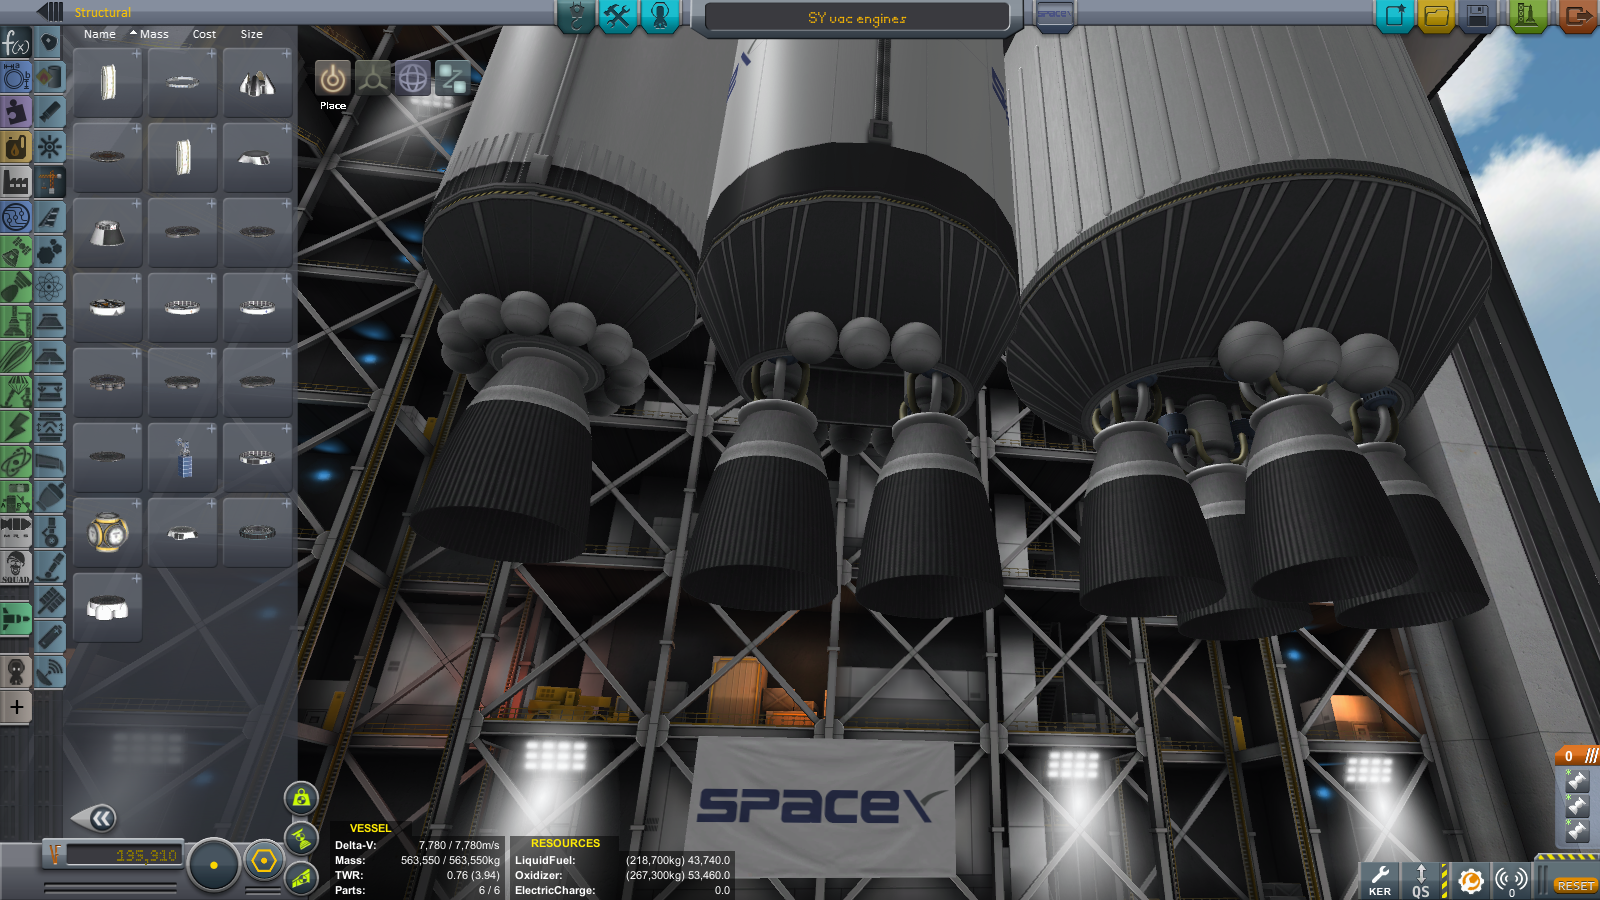 Structural
SY vac engines
SPACEX
Name Mass Cost Size
Place
SQUAD
SPACEX
0
VESSEL
Delta-V: 7,780 / 7,780m/s
Mass: 563,550 / 563,550kg
TWR: 0.76 (3.94)
Parts: 6 / 6
RESOURCES
LiquidFuel: (218,700kg) 43,740.0
Oxidizer: (267,300kg) 53,460.0
ElectricCharge: 0.0
KER
QS
0
RESET